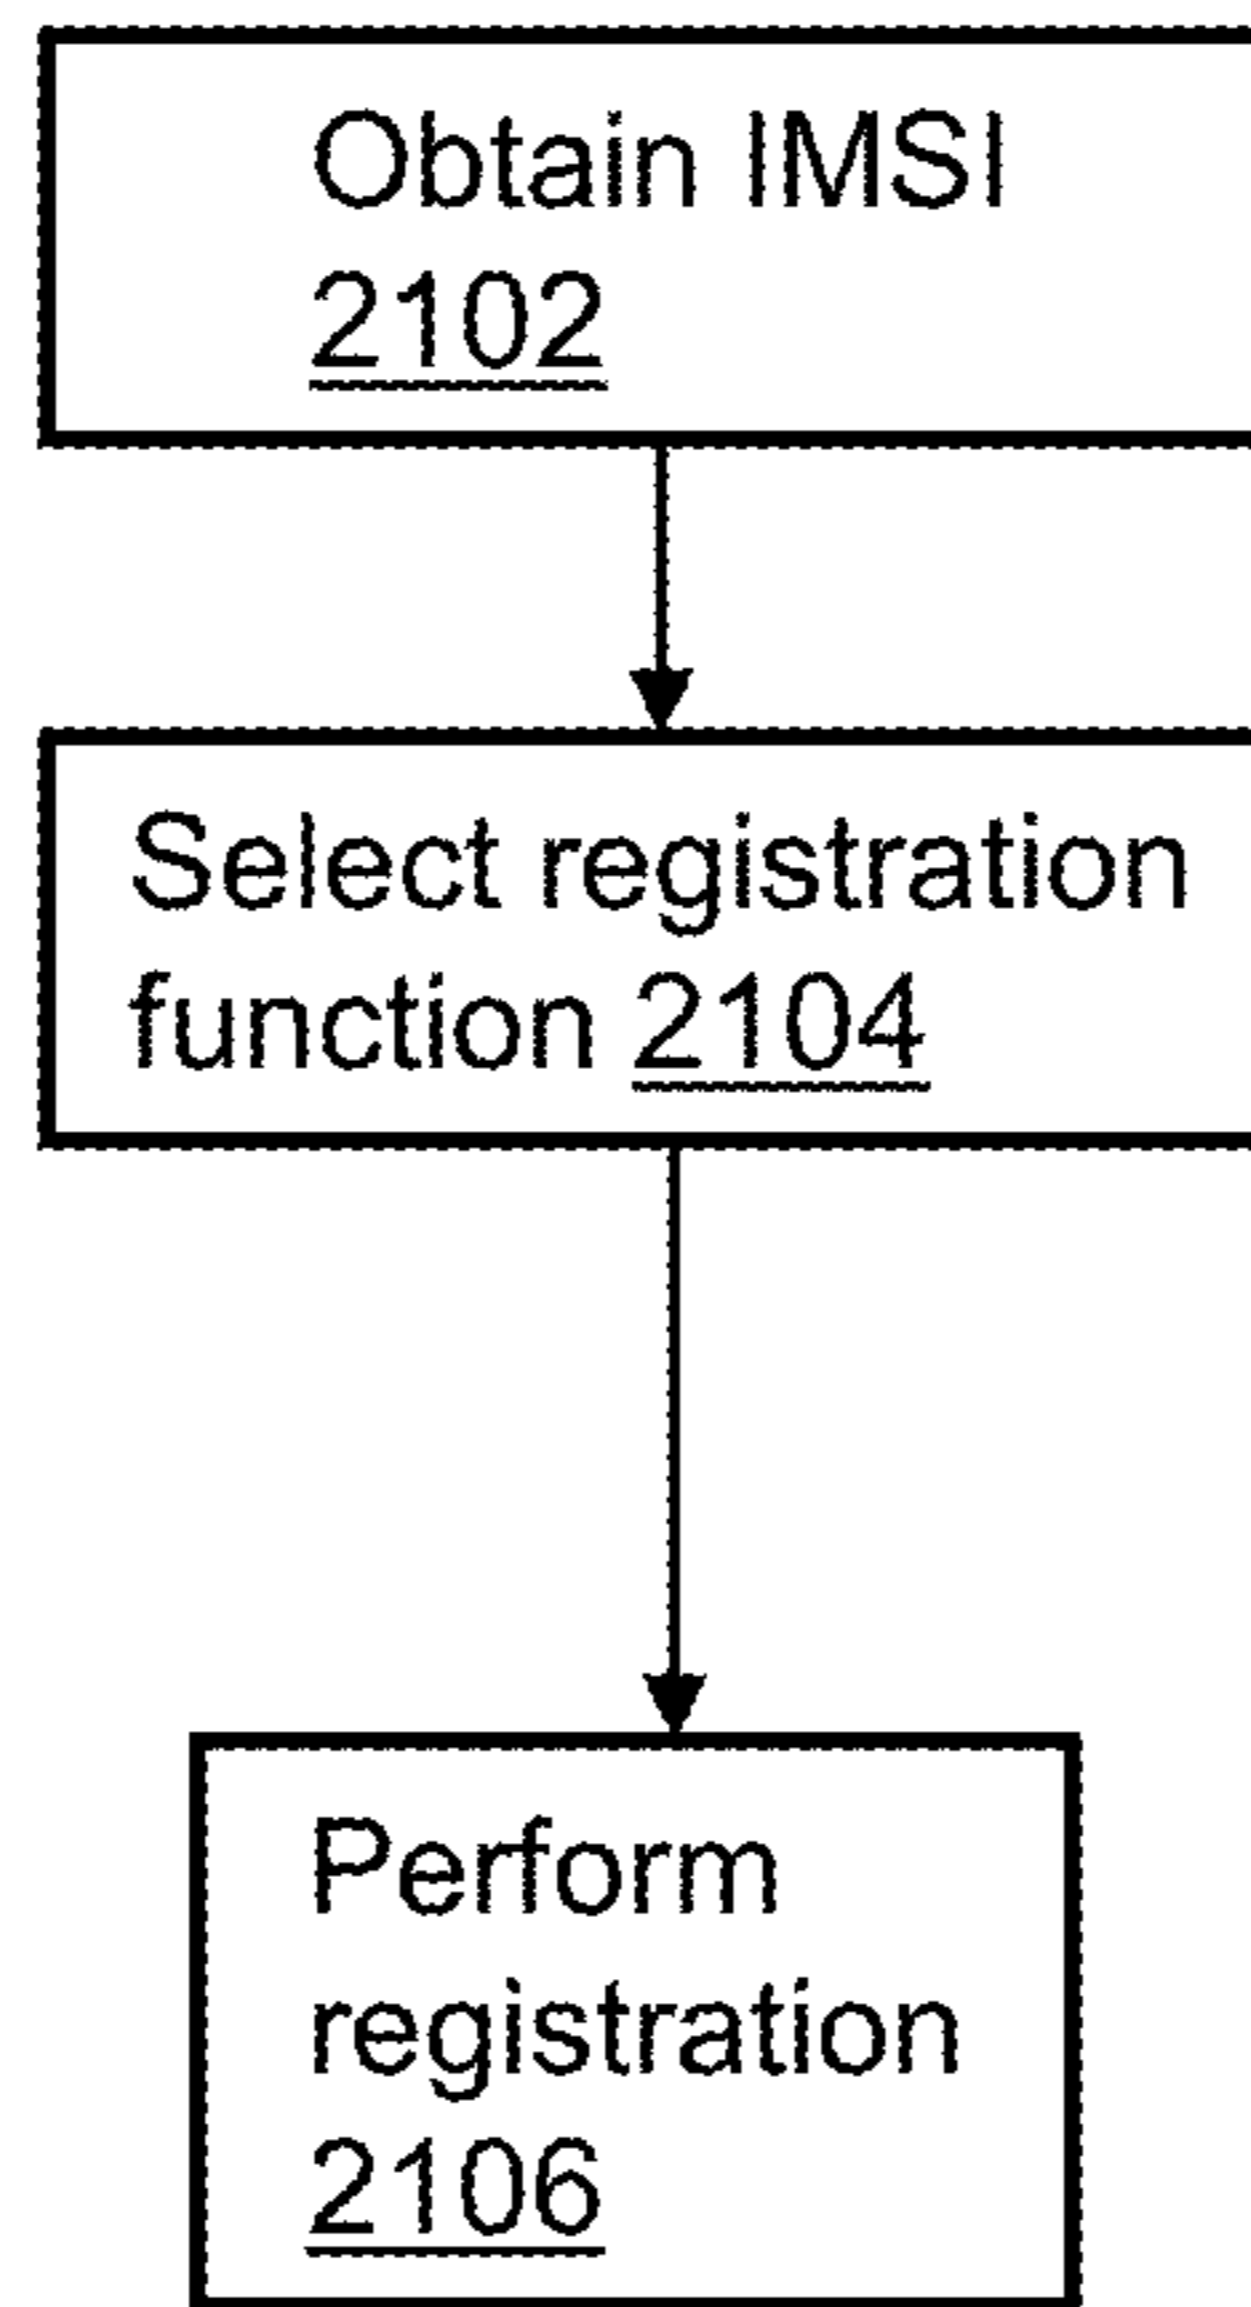 Obtain IMSI
2102
Select registration
function 2104
Perform
registration
2106